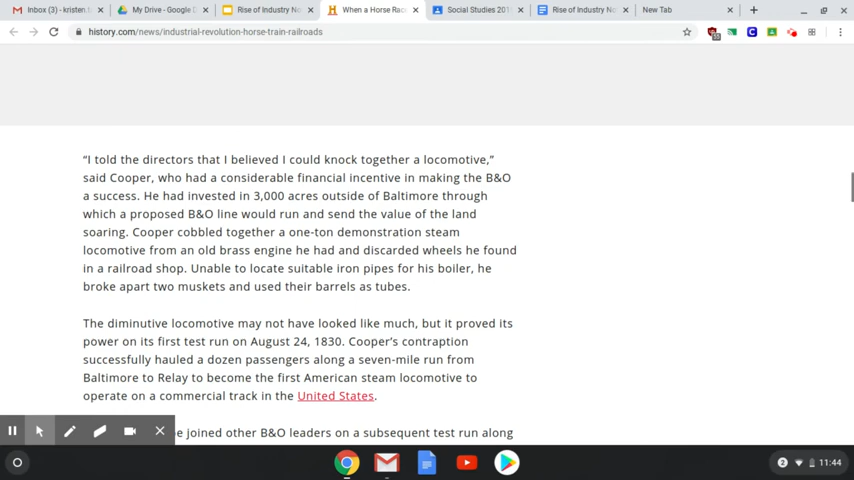 Inbox (3) - kristen.t
My Drive - Google D
Rise of Industry No
When a Horse Rac
Social Studies 201
Rise of Industry No
New Tab
history.com/news/industrial-revolution-horse-train-railroads
“I told the directors that I believed I could knock together a locomotive,”
said Cooper, who had a considerable financial incentive in making the B&O
a success. He had invested in 3,000 acres outside of Baltimore through
which a proposed B&O line would run and send the value of the land
soaring. Cooper cobbled together a one-ton demonstration steam
locomotive from an old brass engine he had and discarded wheels he found
in a railroad shop. Unable to locate suitable iron pipes for his boiler, he
broke apart two muskets and used their barrels as tubes.
The diminutive locomotive may not have looked like much, but it proved its
power on its first test run on August 24, 1830. Cooper’s contraption
successfully hauled a dozen passengers along a seven-mile run from
Baltimore to Relay to become the first American steam locomotive to
operate on a commercial track in the United States.
joined other B&O leaders on a subsequent test run along
2
11:44